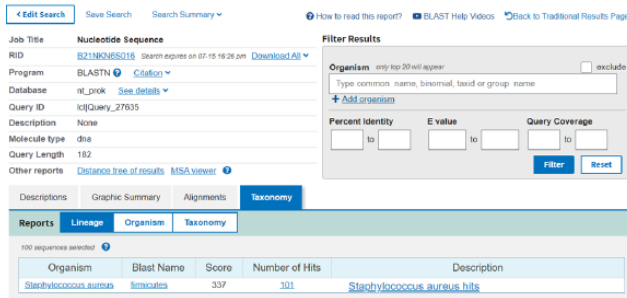 < Edit Search Save Search Search Summary How to read this report? BLAST Help Videos Back to Traditional Results Page
Job Title Nucleotide Sequence
RID B21NKN6S016 Search expires on 07-15 16:26 pm Download All
Program BLASTN Citation
Database nt_prok See details
Query ID lcl|Query_27635
Description None
Molecule type dna
Query Length 182
Other reports Distance tree of results MSA viewer
Filter Results
Organism only top 20 will appear exclude
Type common name, binomial, taxid or group name
+ Add organism
Percent Identity E value Query Coverage
to to to
Filter Reset
Descriptions Graphic Summary Alignments Taxonomy
Reports Lineage Organism Taxonomy
100 sequences selected
Organism Blast Name Score Number of Hits Description
Staphylococcus aureus firmicutes 337 101 Staphylococcus aureus hits